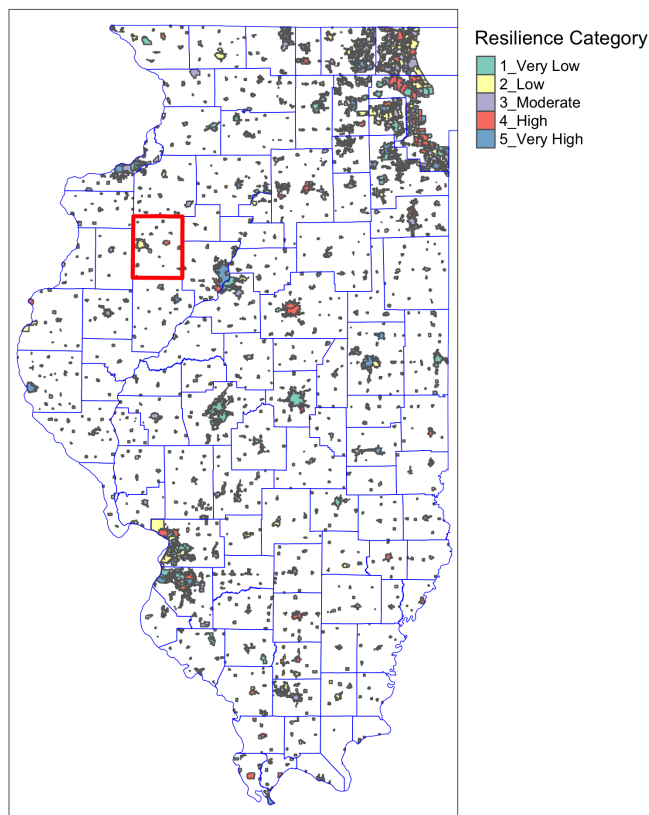 Resilience Category
1_Very Low
2_Low
3_Moderate
4_High
5_Very High